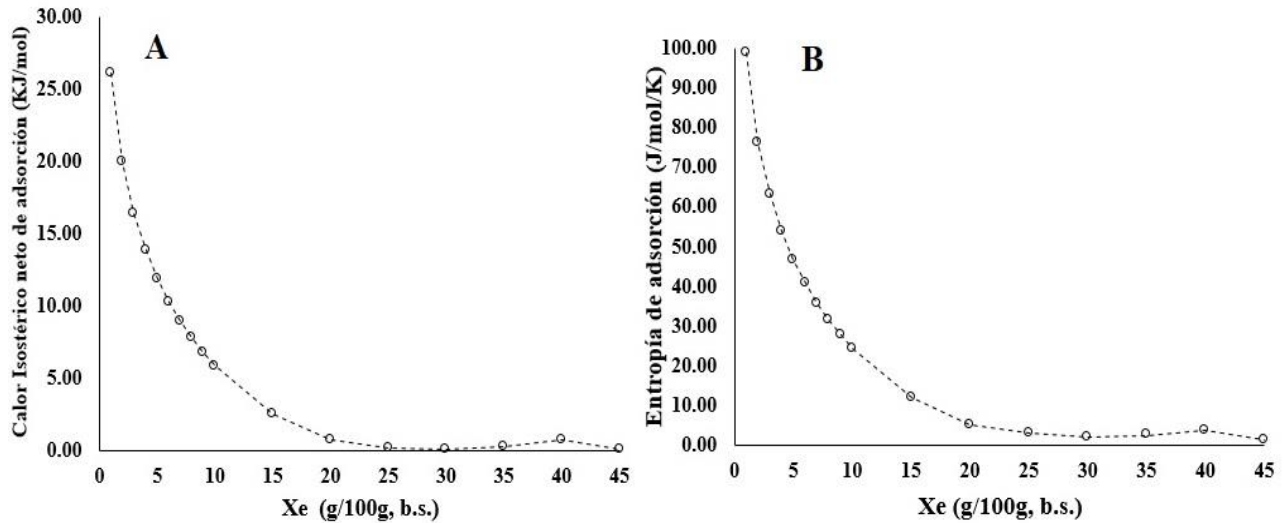 A
Calor Isostérico neto de adsorción (KJ/mol)
30.00
25.00
20.00
15.00
10.00
5.00
0.00
0 5 10 15 20 25 30 35 40 45
Xe (g/100g, b.s.)
B
Entropía de adsorción (J/mol/K)
100.00
90.00
80.00
70.00
60.00
50.00
40.00
30.00
20.00
10.00
0.00
0 5 10 15 20 25 30 35 40 45
Xe (g/100g, b.s.)